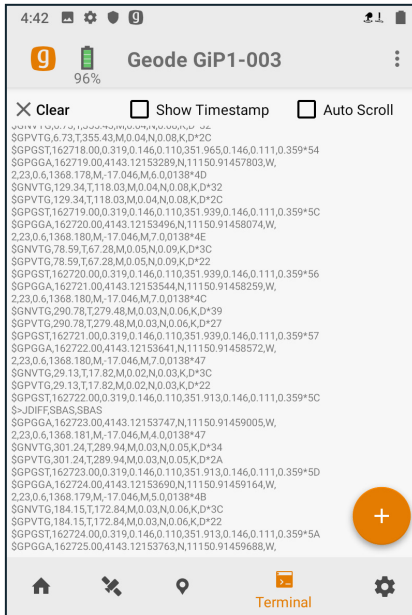 4:42
g
96%
Geode GiP1-003
Clear
Show Timestamp
Auto Scroll
$GPVTG,6.73,T,355.43,M,0.04,N,0.08,K,D*2C
$GPGST,162718.00,0.319,0.146,0.110,351.965,0.146,0.111,0.359*54
$GPGGA,162719.00,4143.12153289,N,11150.91457803,W,
2,23,0.6,1368.178,M,-17.046,M,6.0,0138*4D
$GNVTG,129.34,T,118.03,M,0.04,N,0.08,K,D*32
$GPVTG,129.34,T,118.03,M,0.04,N,0.08,K,D*2C
$GPGST,162719.00,0.319,0.146,0.110,351.939,0.146,0.111,0.359*5C
$GPGGA,162720.00,4143.12153496,N,11150.91458074,W,
2,23,0.6,1368.180,M,-17.046,M,7.0,0138*4E
$GNVTG,78.59,T,67.28,M,0.05,N,0.09,K,D*3C
$GPVTG,78.59,T,67.28,M,0.05,N,0.09,K,D*22
$GPGST,162720.00,0.319,0.146,0.110,351.939,0.146,0.111,0.359*56
$GPGGA,162721.00,4143.12153544,N,11150.91458259,W,
2,23,0.6,1368.180,M,-17.046,M,7.0,0138*4C
$GNVTG,290.78,T,279.48,M,0.03,N,0.06,K,D*39
$GPVTG,290.78,T,279.48,M,0.03,N,0.06,K,D*27
$GPGST,162721.00,0.319,0.146,0.110,351.939,0.146,0.111,0.359*57
$GPGGA,162722.00,4143.12153641,N,11150.91458572,W,
2,23,0.6,1368.180,M,-17.046,M,7.0,0138*47
$GNVTG,29.13,T,17.82,M,0.02,N,0.03,K,D*3C
$GPVTG,29.13,T,17.82,M,0.02,N,0.03,K,D*22
$GPGST,162722.00,0.319,0.146,0.110,351.913,0.146,0.111,0.359*5C
$>JDIFF,SBAS,SBAS
$GPGGA,162723.00,4143.12153747,N,11150.91459005,W,
2,23,0.6,1368.181,M,-17.046,M,4.0,0138*47
$GNVTG,301.24,T,289.94,M,0.03,N,0.05,K,D*34
$GPVTG,301.24,T,289.94,M,0.03,N,0.05,K,D*2A
$GPGST,162723.00,0.319,0.146,0.110,351.913,0.146,0.111,0.359*5D
$GPGGA,162724.00,4143.12153690,N,11150.91459164,W,
2,23,0.6,1368.179,M,-17.046,M,5.0,0138*4B
$GNVTG,184.15,T,172.84,M,0.03,N,0.06,K,D*3C
$GPVTG,184.15,T,172.84,M,0.03,N,0.06,K,D*22
$GPGST,162724.00,0.319,0.146,0.110,351.913,0.146,0.111,0.359*5A
$GPGGA,162725.00,4143.12153763,N,11150.91459688,W,
Terminal